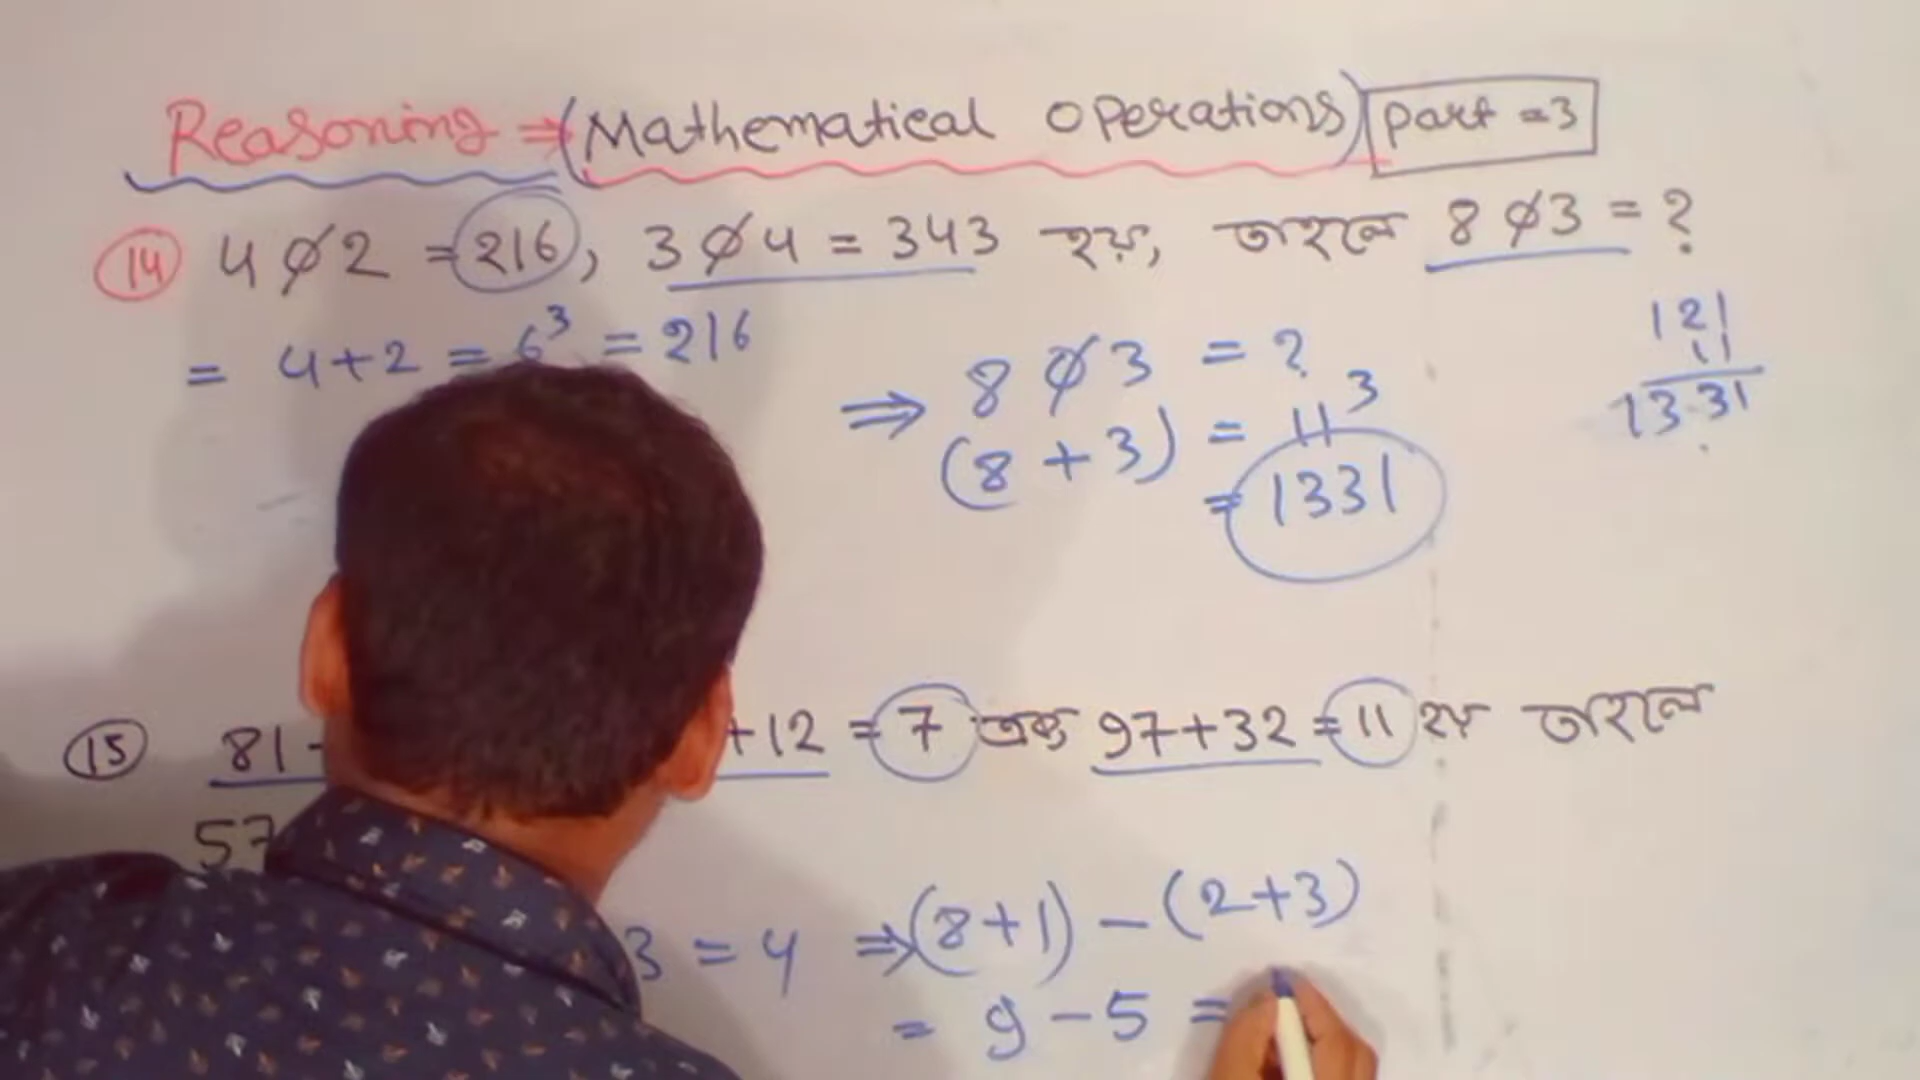 Reasoning ⇒ (Mathematical Operations) Part = 3
14 4 ∅ 2 = 216, 3 ∅ 4 = 343 হয়, তাহলে 8 ∅ 3 = ?
= 4 + 2 = 6³ = 216
⇒ 8 ∅ 3 = ?
(8 + 3) = 11³
= 1331
121
11
1331
15 81 + 12 = 7 এবং 97 + 32 = 11 হয় তাহলে
57
3 = 4 ⇒ (8 + 1) - (2 + 3)
= 9 - 5 =